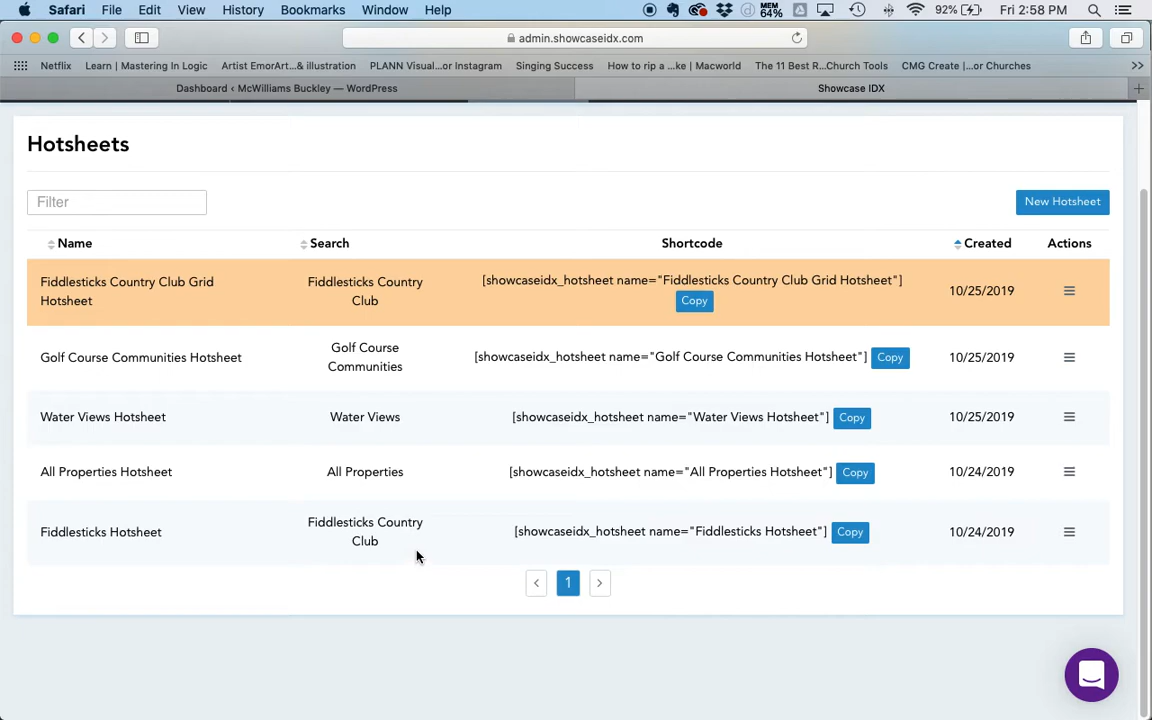 Safari File Edit View History Bookmarks Window Help MEM 64% 92% Fri 2:58 PM
admin.showcaseidx.com
Netflix Learn | Mastering In Logic Artist EmorArt...& illustration PLANN Visual...or Instagram Singing Success How to rip a ...ke | Macworld The 11 Best R...Church Tools CMG Create |...or Churches >>
Dashboard ‹ McWilliams Buckley — WordPress Showcase IDX +
Hotsheets
Filter New Hotsheet
Name Search Shortcode Created Actions
Fiddlesticks Country Club Grid
Hotsheet
Fiddlesticks Country
Club
[showcaseidx_hotsheet name="Fiddlesticks Country Club Grid Hotsheet"]
Copy
10/25/2019
Golf Course Communities Hotsheet
Golf Course
Communities
[showcaseidx_hotsheet name="Golf Course Communities Hotsheet"] Copy
10/25/2019
Water Views Hotsheet Water Views [showcaseidx_hotsheet name="Water Views Hotsheet"] Copy 10/25/2019
All Properties Hotsheet All Properties [showcaseidx_hotsheet name="All Properties Hotsheet"] Copy 10/24/2019
Fiddlesticks Hotsheet
Fiddlesticks Country
Club
[showcaseidx_hotsheet name="Fiddlesticks Hotsheet"] Copy
10/24/2019
< 1 >